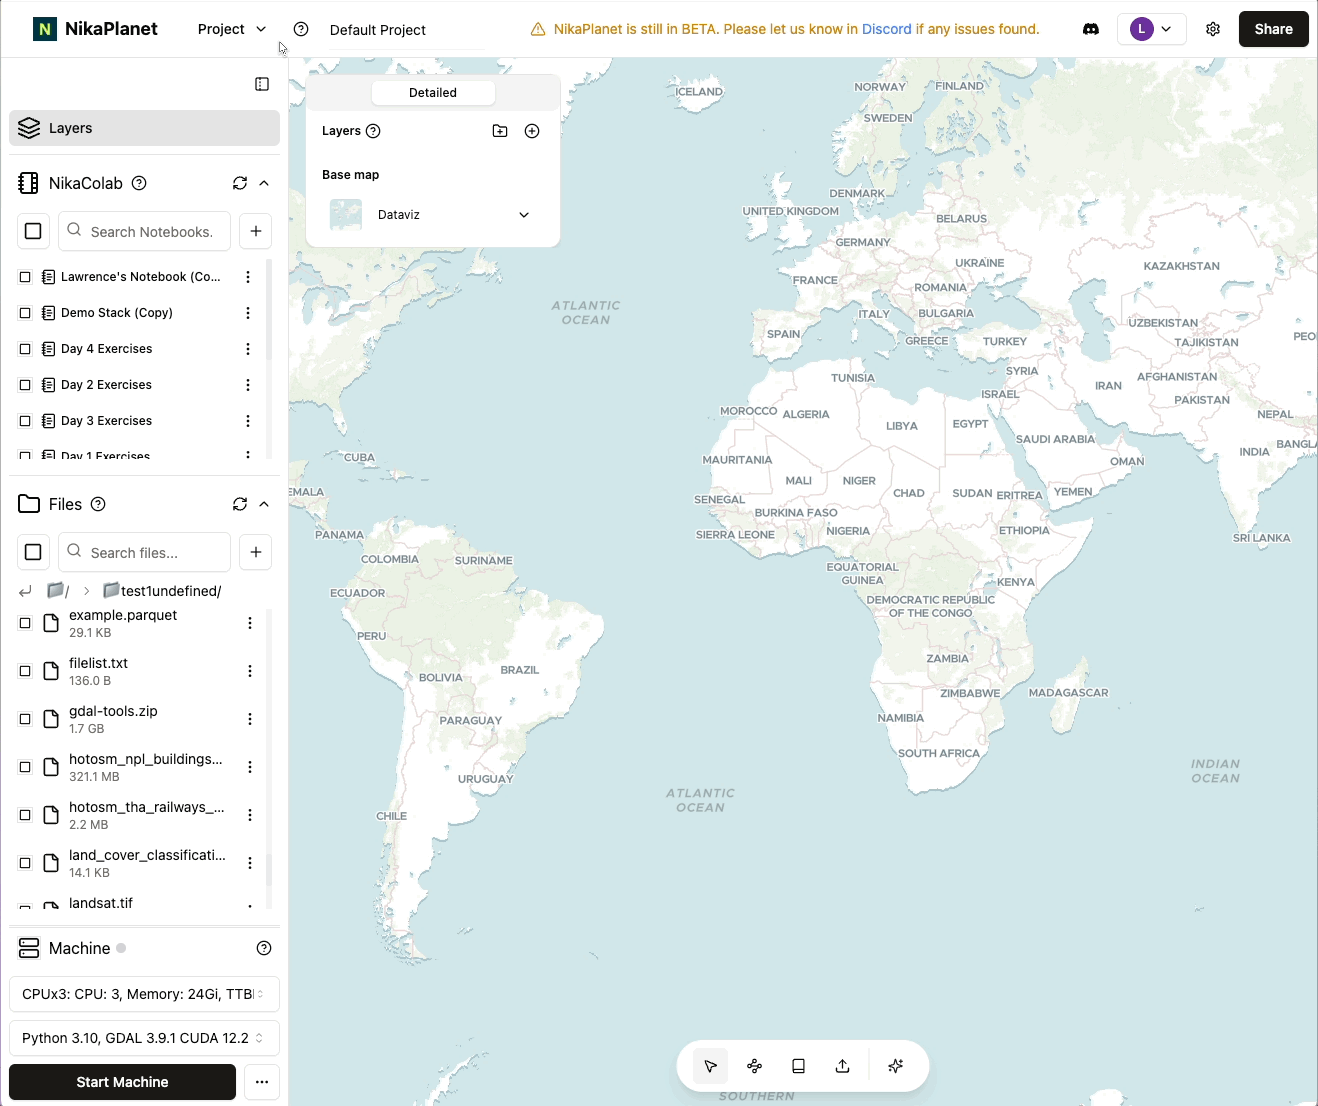 N NikaPlanet
Project
Default Project
NikaPlanet is still in BETA. Please let us know in Discord if any issues found.
L
Share
Layers
NikaColab
Search Notebooks.
Lawrence's Notebook (Co...
Demo Stack (Copy)
Day 4 Exercises
Day 2 Exercises
Day 3 Exercises
Day 1 Exercises
Files
Search files...
/ > test1undefined/
example.parquet
29.1 KB
filelist.txt
136.0 B
gdal-tools.zip
1.7 GB
hotosm_npl_buildings...
321.1 MB
hotosm_tha_railways_...
2.2 MB
land_cover_classificati...
14.1 KB
landsat.tif
Machine
CPUx3: CPU: 3, Memory: 24Gi, TTB
Python 3.10, GDAL 3.9.1 CUDA 12.2
Start Machine
Detailed
Layers
Base map
Dataviz
ICELAND
NORWAY
FINLAND
SWEDEN
DENMARK
UNITED KINGDOM
BELARUS
GERMANY
UKRAINE
KAZAKHSTAN
FRANCE
ROMANIA
ATLANTIC
OCEAN
ITALY
BULGARIA
UZBEKISTAN
SPAIN
GREECE
TURKEY
TAJIKISTAN
PEO
TUNISIA
SYRIA
IRAN
AFGHANISTAN
ISRAEL
PAKISTAN
MOROCCO
ALGERIA
LIBYA
EGYPT
NEPAL
SAUDI ARABIA
INDIA
BANGLA
CUBA
MAURITANIA
OMAN
MALI
NIGER
CHAD
SUDAN
ERITREA
YEMEN
EMALA
SENEGAL
BURKINA FASO
PANAMA
SIERRA LEONE
NIGERIA
ETHIOPIA
SRI LANKA
COLOMBIA
SURINAME
EQUATORIAL
GUINEA
KENYA
ECUADOR
DEMOCRATIC REPUBLIC
OF THE CONGO
PERU
BRAZIL
ZAMBIA
BOLIVIA
ZIMBABWE
MADAGASCAR
PARAGUAY
NAMIBIA
SOUTH AFRICA
URUGUAY
INDIAN
OCEAN
ATLANTIC
OCEAN
CHILE
SOUTHERN